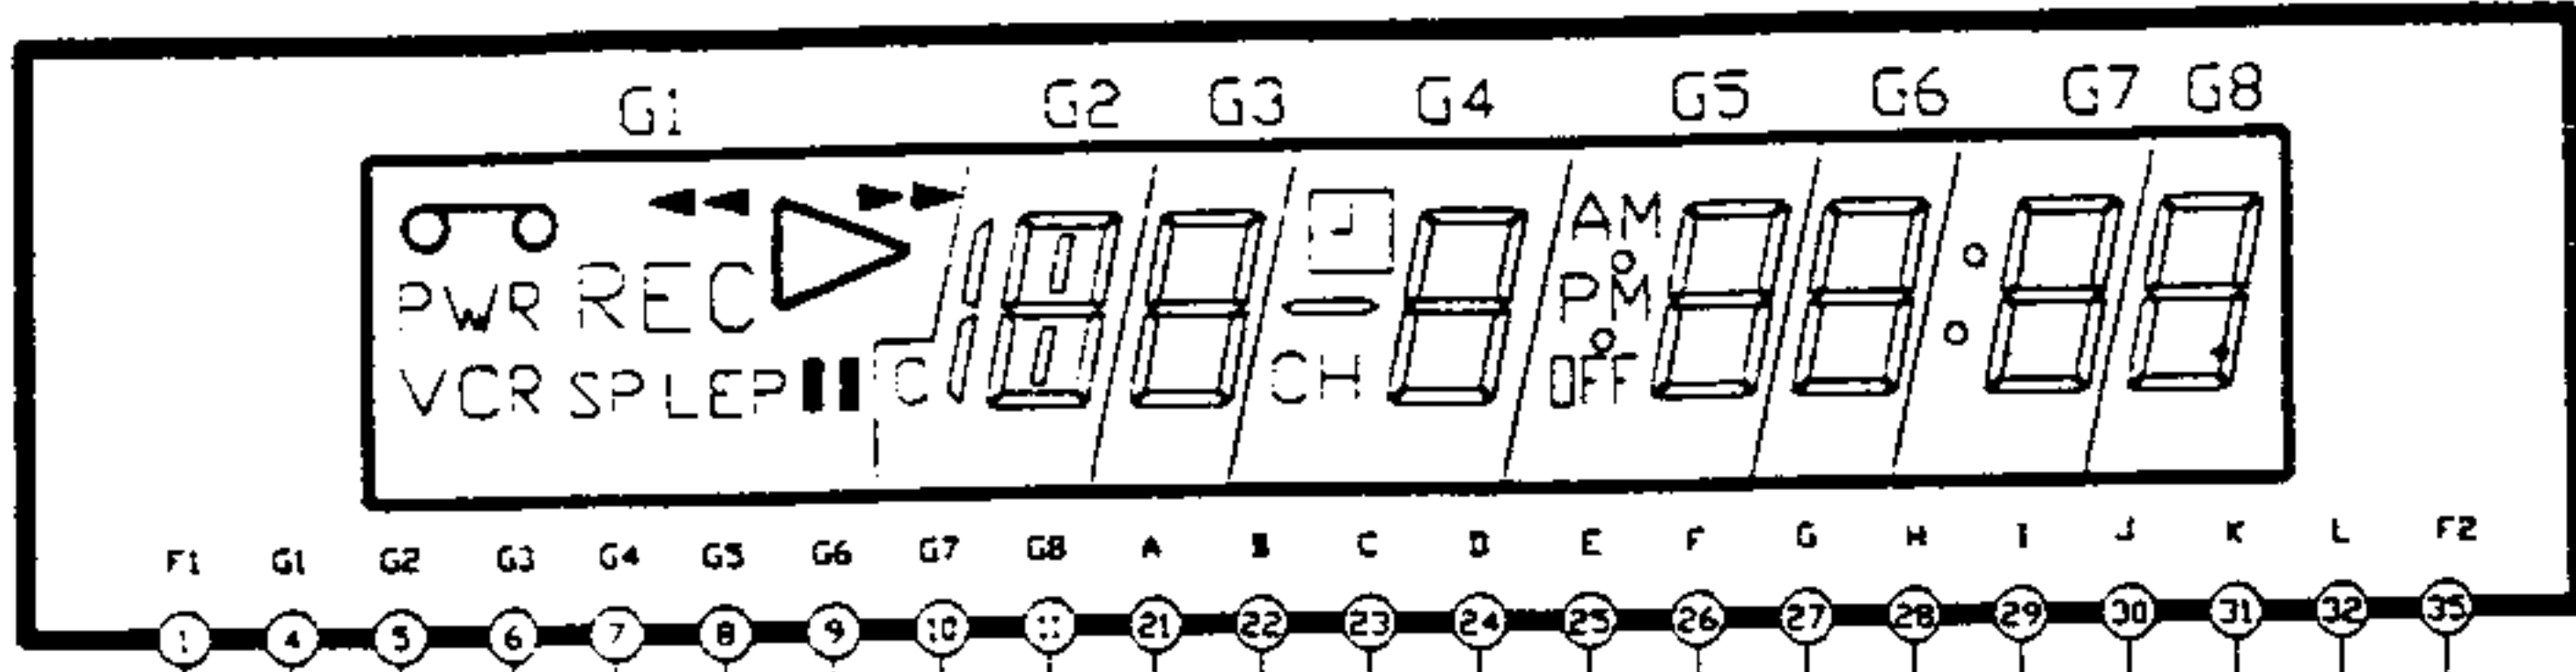 G1 G2 G3 G4 G5 G6 G7 G8
AM
PWR REC PM
VCR SP L EP C CH OFF
F1 G1 G2 G3 G4 G5 G6 G7 G8 A B C D E F G H I J K L F2
1 4 5 6 7 8 9 10 11 21 22 23 24 25 26 27 28 29 30 31 32 35